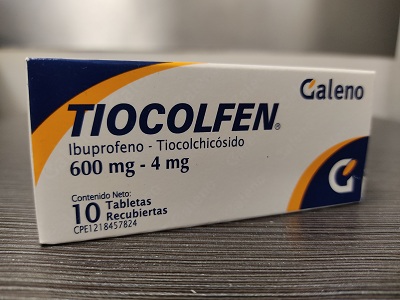 Galeno
TIOCOLFEN®
Ibuprofeno - Tiocolchicósido
600 mg - 4 mg
Contenido Neto:
10 Tabletas
Recubiertas
CPE1218457824
G